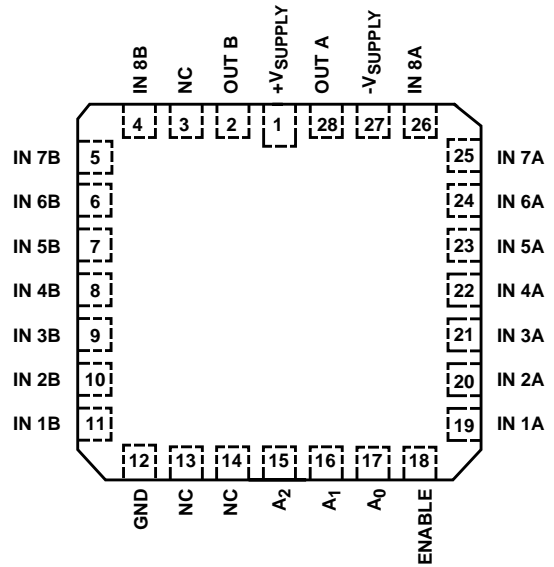 IN 8B
NC
OUT B
+VSUPPLY
OUT A
-VSUPPLY
IN 8A
4 3 2 1 28 27 26
IN 7B 5 25 IN 7A
IN 6B 6 24 IN 6A
IN 5B 7 23 IN 5A
IN 4B 8 22 IN 4A
IN 3B 9 21 IN 3A
IN 2B 10 20 IN 2A
IN 1B 11 19 IN 1A
12 13 14 15 16 17 18
GND
NC
NC
A2
A1
A0
ENABLE